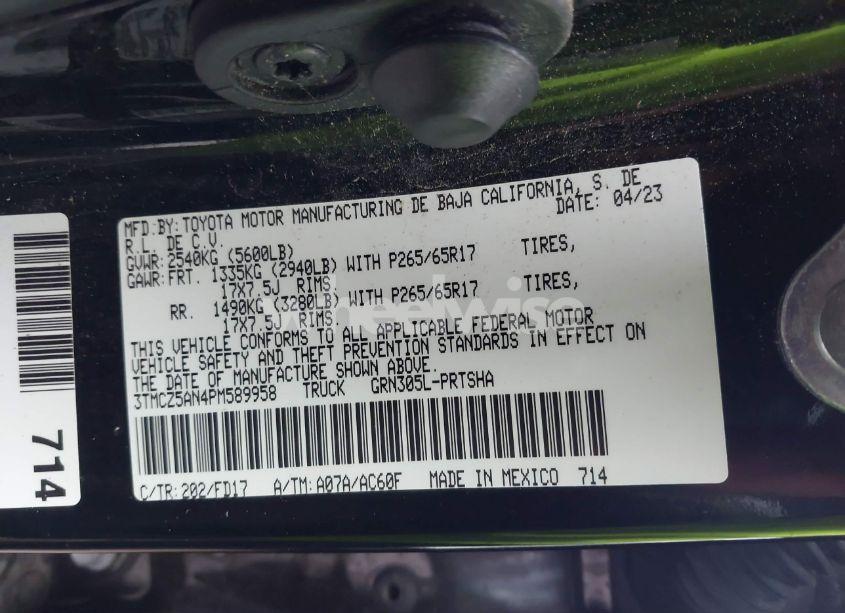 MFD.BY:TOYOTA MOTOR MANUFACTURING DE BAJA CALIFORNIA, S. DE
R.L. DE C.V. DATE: 04/23
GVWR: 2540KG (5600LB)
GAWR: FRT. 1335KG (2940LB) WITH P265/65R17 TIRES,
17X7.5J RIMS.
RR. 1490KG (3280LB) WITH P265/65R17 TIRES,
17X7.5J RIMS.
THIS VEHICLE CONFORMS TO ALL APPLICABLE FEDERAL MOTOR
VEHICLE SAFETY AND THEFT PREVENTION STANDARDS IN EFFECT ON
THE DATE OF MANUFACTURE SHOWN ABOVE.
3TMCZ5AN4PM589958 TRUCK GRN305L-PRTSHA
C/TR:202/FD17 A/TM:A07A/AC60F MADE IN MEXICO 714
714
wheelwise